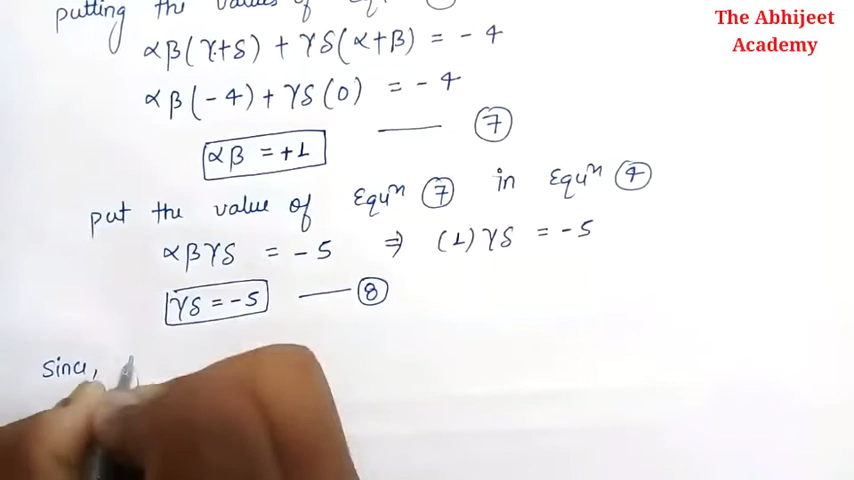 putting the values of Equⁿ
αβ(γ+δ) + γδ(α+β) = -4
αβ(-4) + γδ(0) = -4
αβ = +1 —— ⑦
put the value of Equⁿ ⑦ in Equⁿ ④
αβγδ = -5 ⇒ (1)γδ = -5
γδ = -5 —— ⑧
Since,
The Abhijeet
Academy